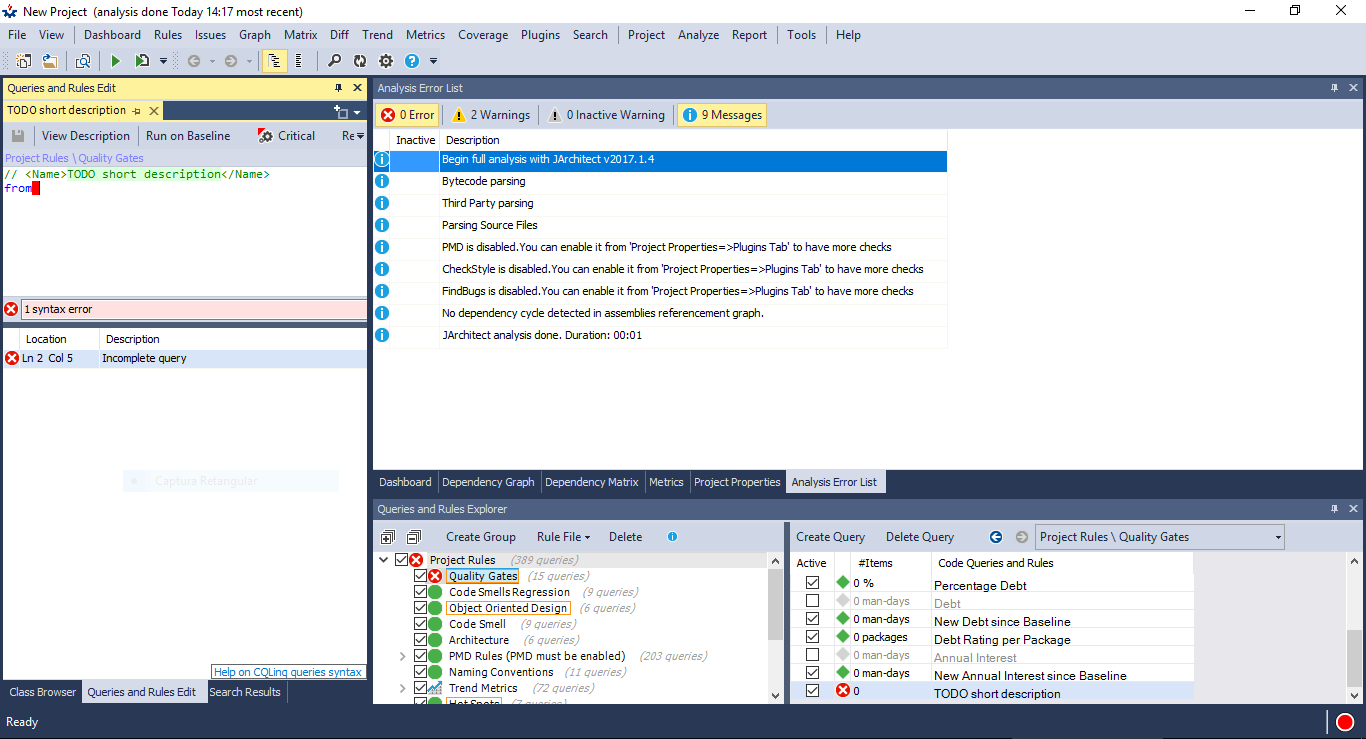 New Project (analysis done Today 14:17 most recent)
File View Dashboard Rules Issues Graph Matrix Diff Trend Metrics Coverage Plugins Search Project Analyze Report Tools Help
Queries and Rules Edit
TODO short description
View Description Run on Baseline Critical Re
Project Rules \ Quality Gates
// <Name>TODO short description</Name>
from
1 syntax error
Location Description
Ln 2 Col 5 Incomplete query
Captura Retangular
Help on CQLinq queries syntax
Class Browser Queries and Rules Edit Search Results
Analysis Error List
0 Error 2 Warnings 0 Inactive Warning 9 Messages
Inactive Description
Begin full analysis with JArchitect v2017.1.4
Bytecode parsing
Third Party parsing
Parsing Source Files
PMD is disabled.You can enable it from 'Project Properties=>Plugins Tab' to have more checks
CheckStyle is disabled.You can enable it from 'Project Properties=>Plugins Tab' to have more checks
FindBugs is disabled.You can enable it from 'Project Properties=>Plugins Tab' to have more checks
No dependency cycle detected in assemblies referencement graph.
JArchitect analysis done. Duration: 00:01
Dashboard Dependency Graph Dependency Matrix Metrics Project Properties Analysis Error List
Queries and Rules Explorer
Create Group Rule File Delete
Project Rules (389 queries)
Quality Gates (15 queries)
Code Smells Regression (9 queries)
Object Oriented Design (6 queries)
Code Smell (9 queries)
Architecture (6 queries)
PMD Rules (PMD must be enabled) (203 queries)
Naming Conventions (11 queries)
Trend Metrics (72 queries)
Hot Spots (7 queries)
Create Query Delete Query Project Rules \ Quality Gates
Active #Items Code Queries and Rules
0 % Percentage Debt
0 man-days Debt
0 man-days New Debt since Baseline
0 packages Debt Rating per Package
0 man-days Annual Interest
0 man-days New Annual Interest since Baseline
0 TODO short description
Ready